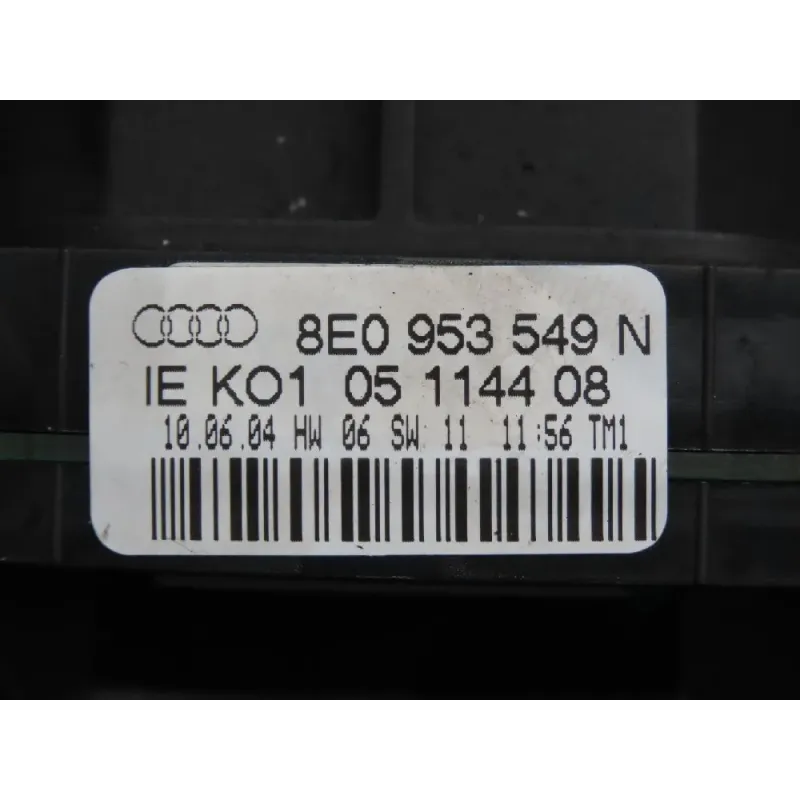 8E0 953 549 N
IE KO1 05 1144 08
10.06.04 HW 06 SW 11 11:56 TM1